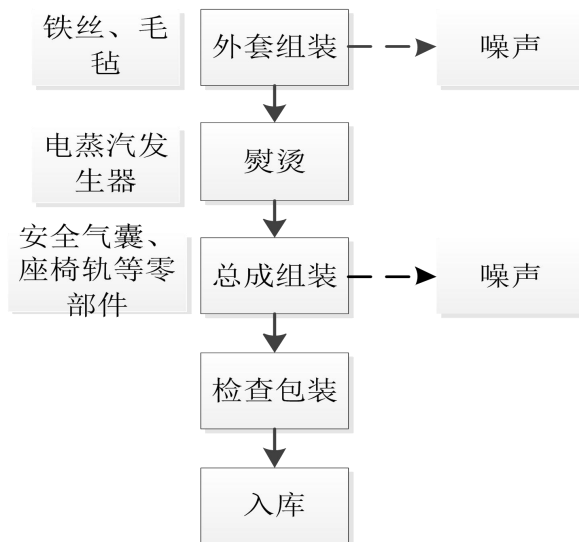 铁丝、毛
毡
外套组装
噪声
电蒸汽发
生器
熨烫
安全气囊、
座椅轨等零
部件
总成组装
噪声
检查包装
入库